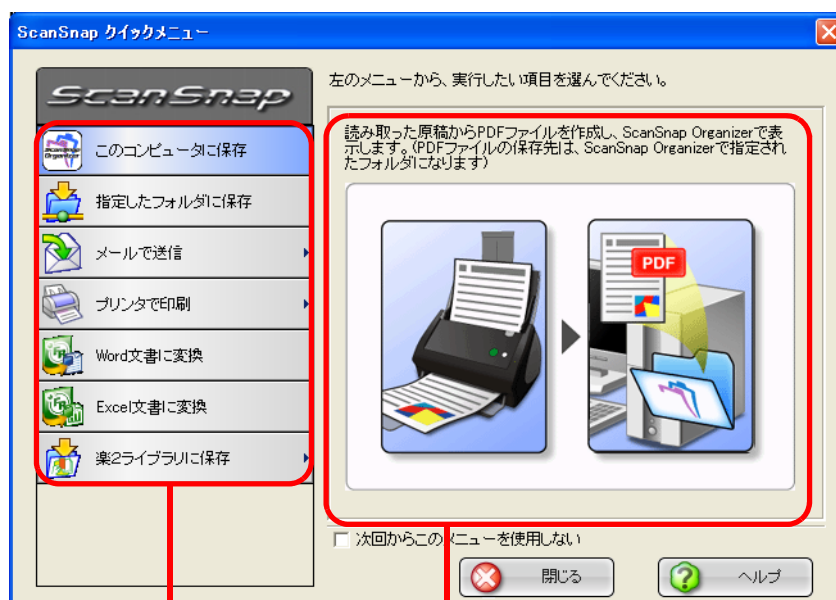 ScanSnap クイックメニュー
ScanSnap
左のメニューから、実行したい項目を選んでください。
このコンピュータに保存
指定したフォルダに保存
メールで送信
プリンタで印刷
Word文書に変換
Excel文書に変換
楽2ライブラリに保存
読み取った原稿からPDFファイルを作成し、ScanSnap Organizerで表
示します。(PDFファイルの保存先は、ScanSnap Organizerで指定され
たフォルダになります)
PDF
次回からこのメニューを使用しない
閉じる
ヘルプ